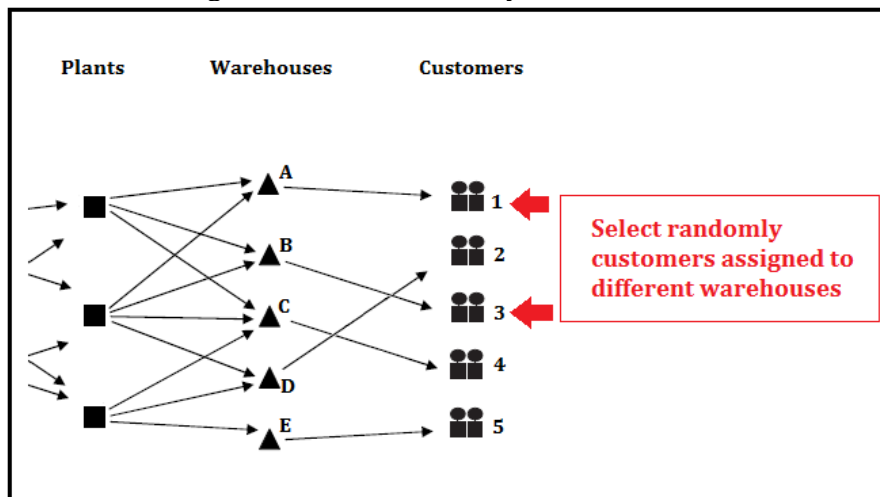 Plants Warehouses Customers
A
1
B
2
Select randomly
customers assigned to
different warehouses
C
3
4
D
E
5